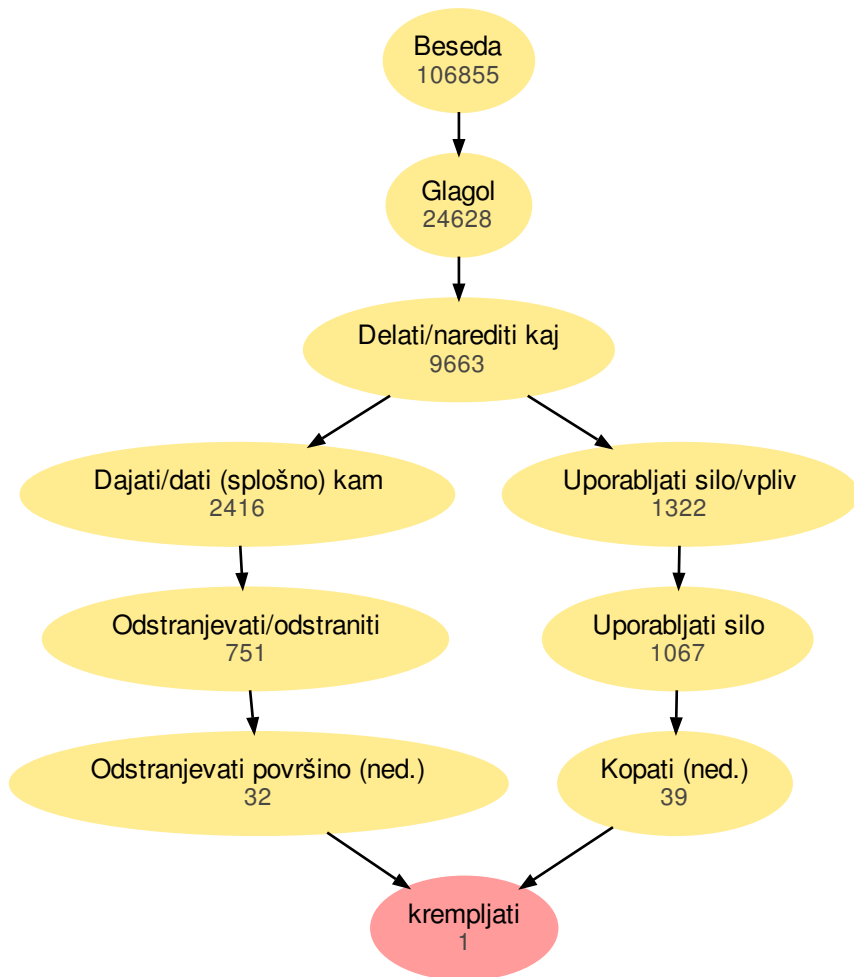 Beseda
106855
Glagol
24628
Delati/narediti kaj
9663
Dajati/dati (splošno) kam
2416
Uporabljati silo/vpliv
1322
Odstranjevati/odstraniti
751
Uporabljati silo
1067
Odstranjevati površino (ned.)
32
Kopati (ned.)
39
krempljati
1